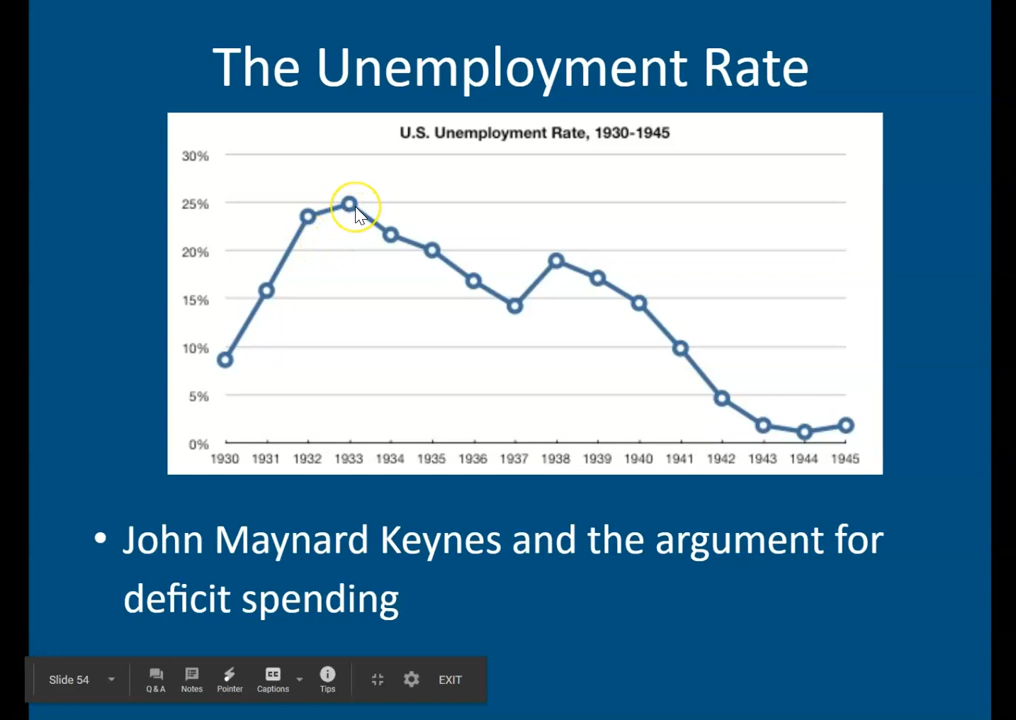 The Unemployment Rate
U.S. Unemployment Rate, 1930-1945
30%
25%
20%
15%
10%
5%
0%
1930 1931 1932 1933 1934 1935 1936 1937 1938 1939 1940 1941 1942 1943 1944 1945
• John Maynard Keynes and the argument for
deficit spending
Slide 54 Q & A Notes Pointer CC Captions Tips EXIT